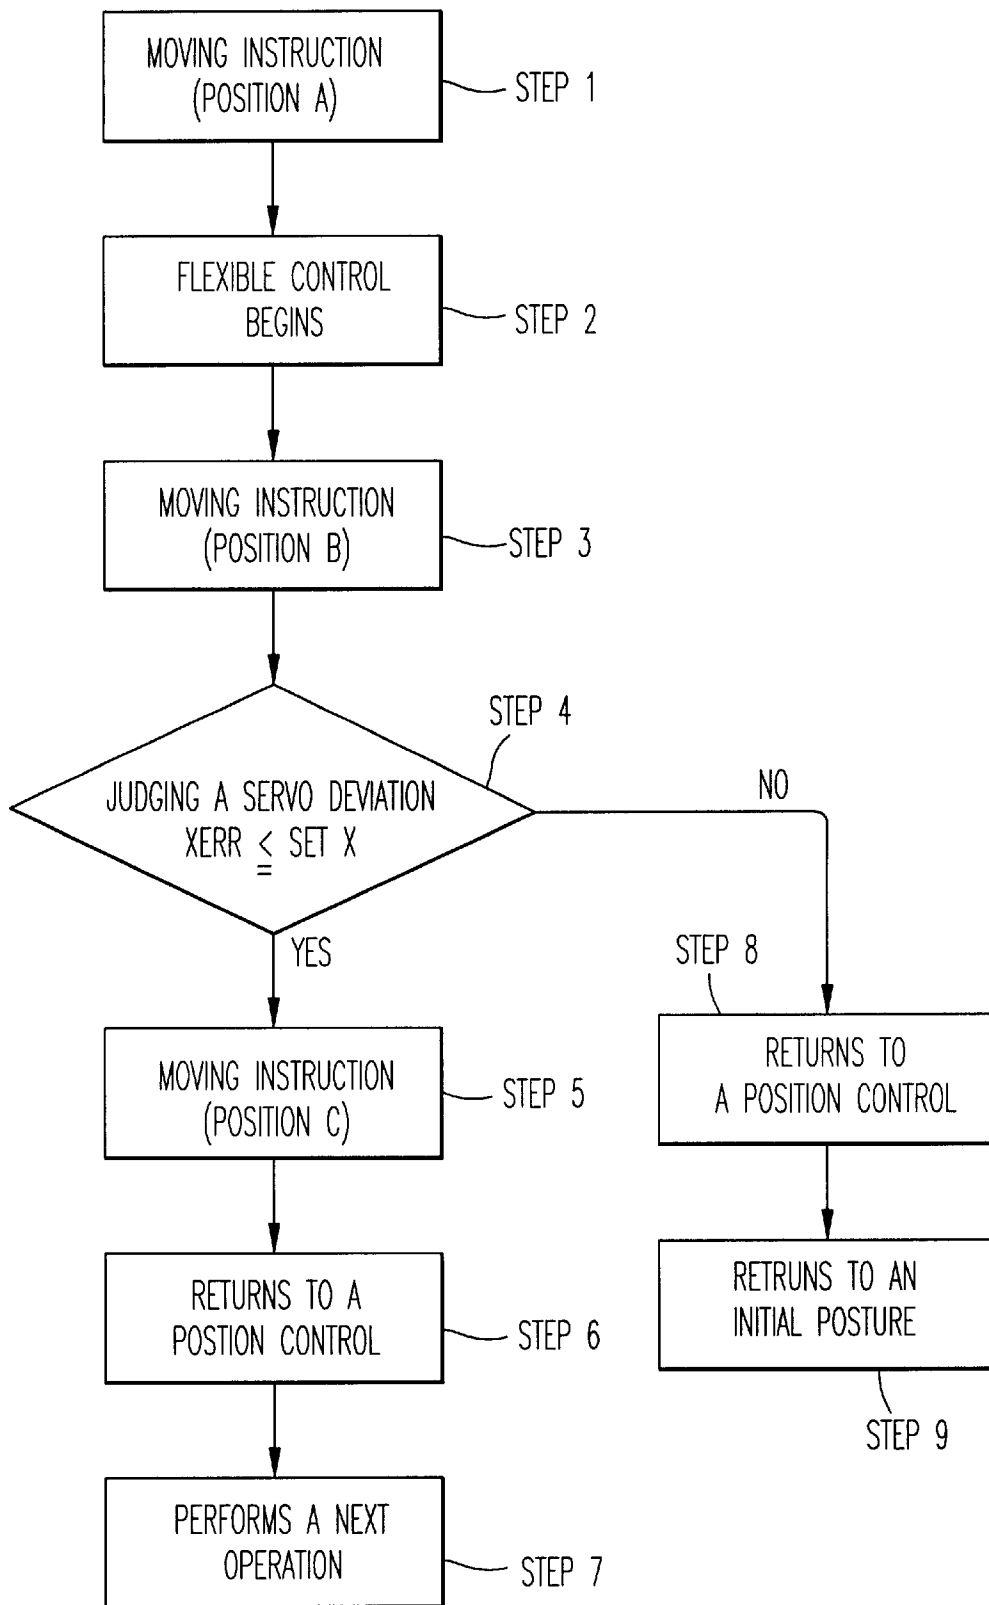 MOVING INSTRUCTION
(POSITION A)
STEP 1
FLEXIBLE CONTROL
BEGINS
STEP 2
MOVING INSTRUCTION
(POSITION B)
STEP 3
STEP 4
JUDGING A SERVO DEVIATION
XERR ≦ SET X
NO
YES
MOVING INSTRUCTION
(POSITION C)
STEP 5
RETURNS TO A
POSTION CONTROL
STEP 6
PERFORMS A NEXT
OPERATION
STEP 7
STEP 8
RETURNS TO
A POSITION CONTROL
RETRUNS TO AN
INITIAL POSTURE
STEP 9